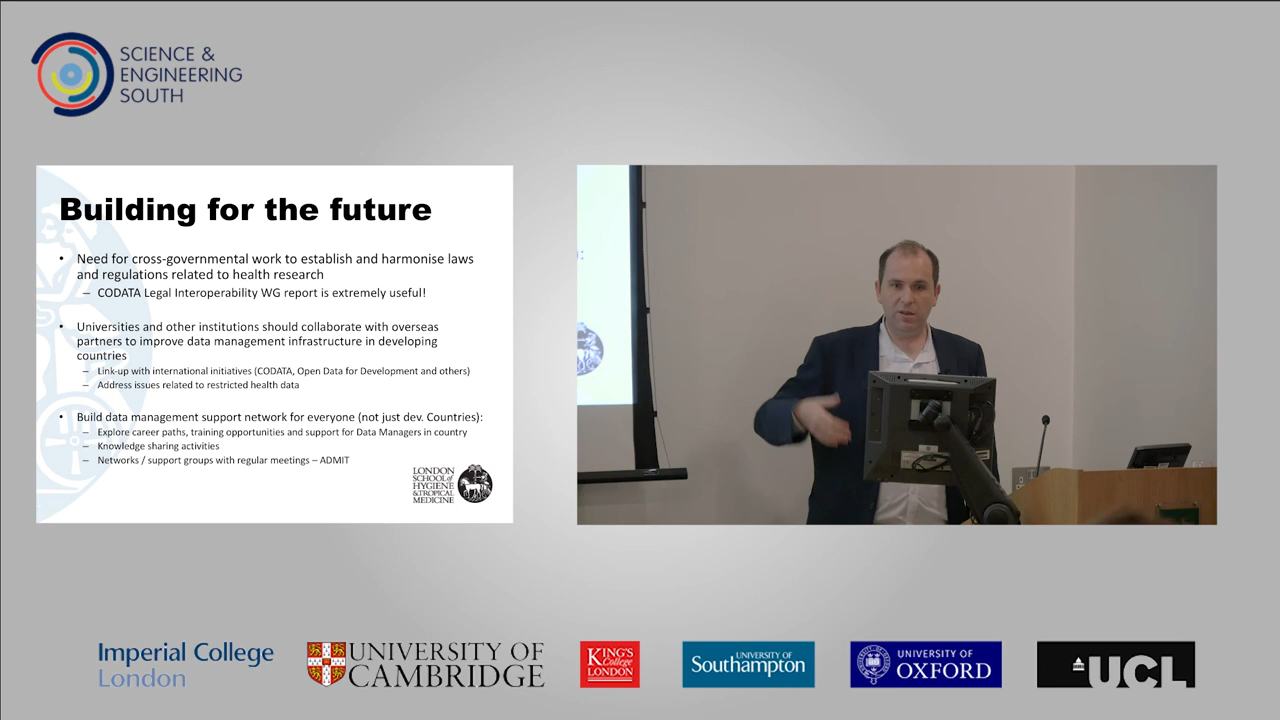 SCIENCE &
ENGINEERING
SOUTH
Building for the future
• Need for cross-governmental work to establish and harmonise laws
and regulations related to health research
– CODATA Legal Interoperability WG report is extremely useful!
• Universities and other institutions should collaborate with overseas
partners to improve data management infrastructure in developing
countries
– Link-up with international initiatives (CODATA, Open Data for Development and others)
– Address issues related to restricted health data
• Build data management support network for everyone (not just dev. Countries):
– Explore career paths, training opportunities and support for Data Managers in country
– Knowledge sharing activities
– Networks / support groups with regular meetings – ADMIT
LONDON
SCHOOL of
HYGIENE
& TROPICAL
MEDICINE
Imperial College
London
UNIVERSITY OF
CAMBRIDGE
KING'S
College
LONDON
UNIVERSITY OF
Southampton
UNIVERSITY OF
OXFORD
UCL